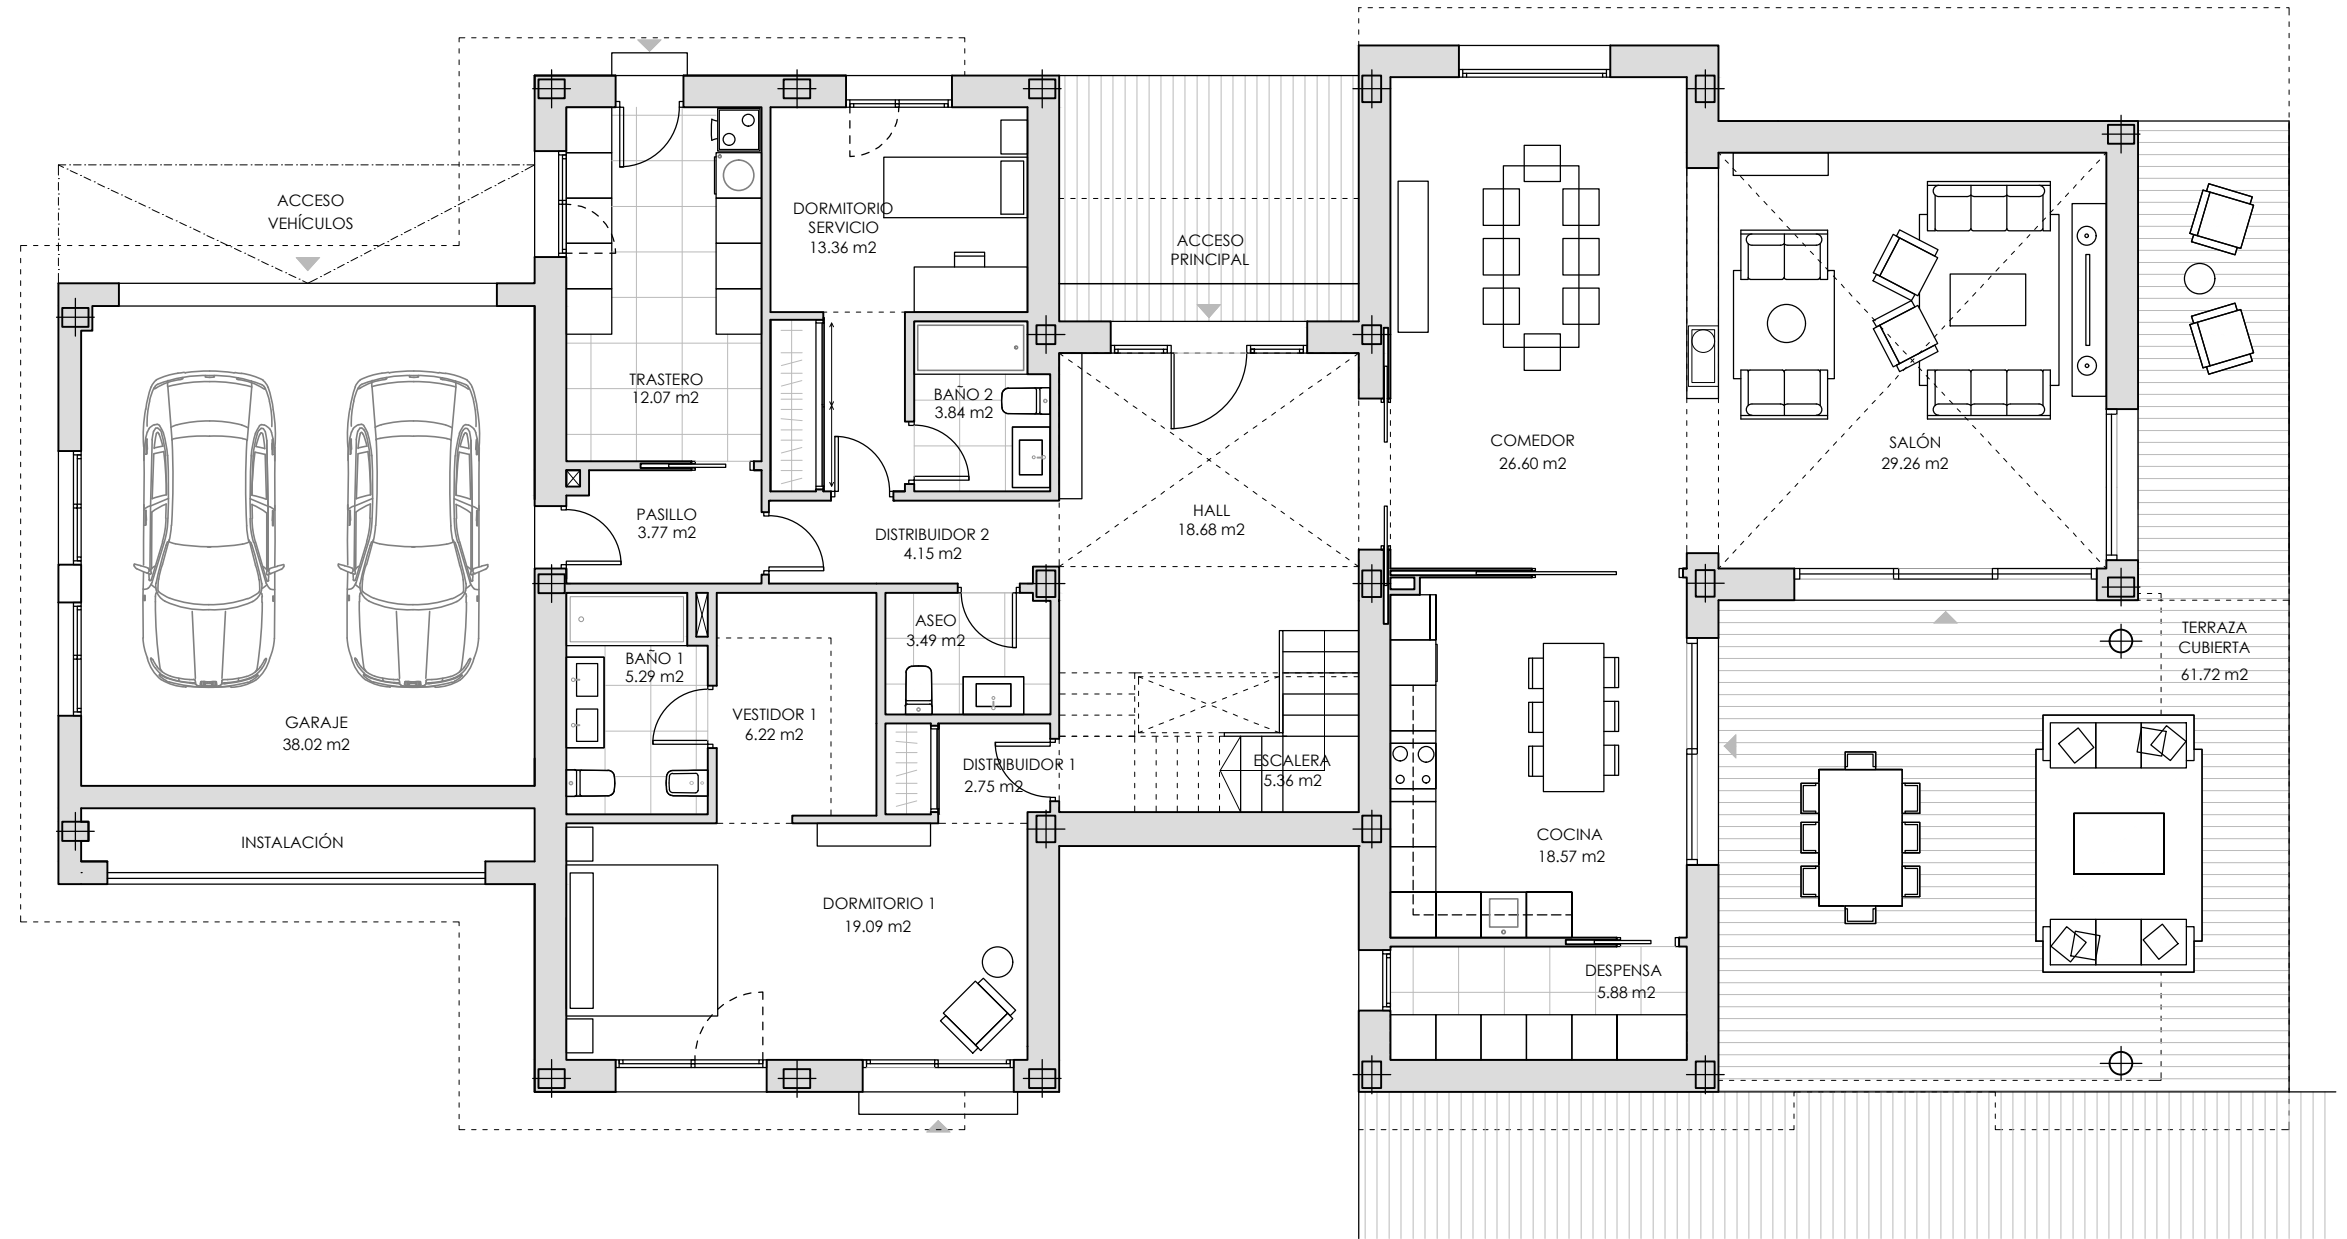 ACCESO
VEHÍCULOS
DORMITORIO
SERVICIO
13.36 m2
ACCESO
PRINCIPAL
TRASTERO
12.07 m2
BAÑO 2
3.84 m2
COMEDOR
26.60 m2
SALÓN
29.26 m2
PASILLO
3.77 m2
DISTRIBUIDOR 2
4.15 m2
HALL
18.68 m2
ASEO
3.49 m2
TERRAZA
CUBIERTA
61.72 m2
BAÑO 1
5.29 m2
GARAJE
38.02 m2
VESTIDOR 1
6.22 m2
DISTRIBUIDOR 1
2.75 m2
ESCALERA
5.36 m2
INSTALACIÓN
COCINA
18.57 m2
DORMITORIO 1
19.09 m2
DESPENSA
5.88 m2